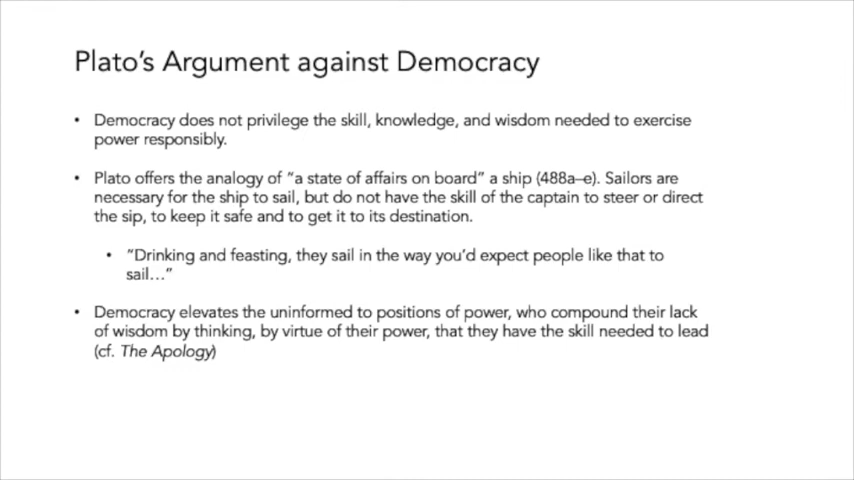 Plato's Argument against Democracy
• Democracy does not privilege the skill, knowledge, and wisdom needed to exercise
power responsibly.
• Plato offers the analogy of "a state of affairs on board" a ship (488a–e). Sailors are
necessary for the ship to sail, but do not have the skill of the captain to steer or direct
the sip, to keep it safe and to get it to its destination.
• "Drinking and feasting, they sail in the way you'd expect people like that to
sail…"
• Democracy elevates the uninformed to positions of power, who compound their lack
of wisdom by thinking, by virtue of their power, that they have the skill needed to lead
(cf. The Apology)